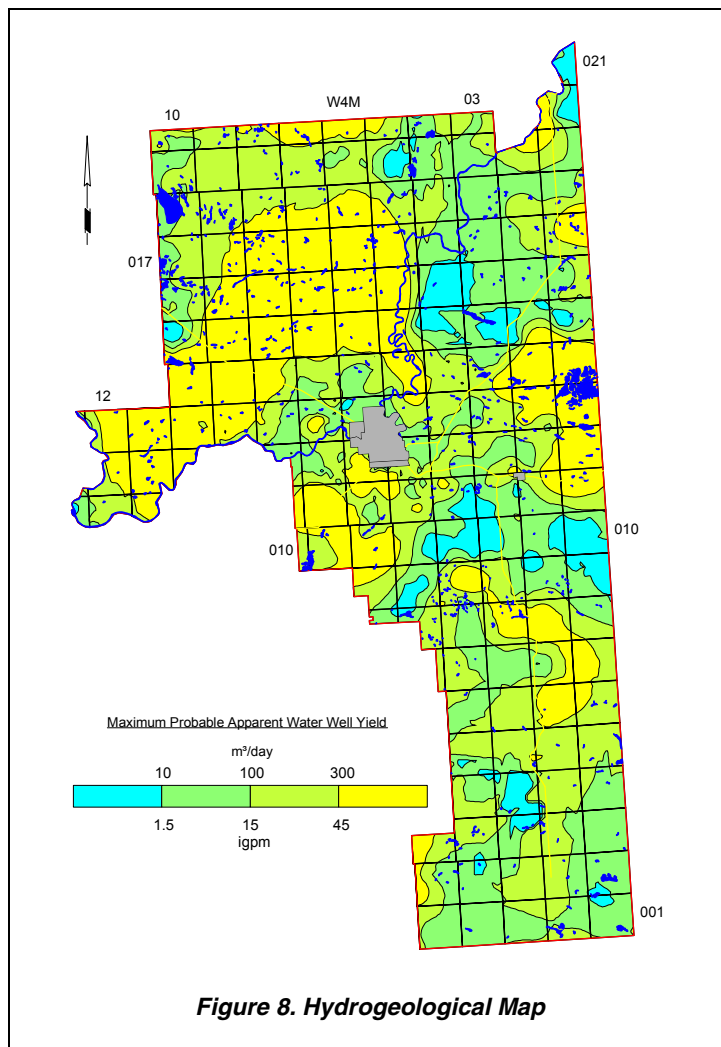 021
W4M
03
10
017
12
010
010
Maximum Probable Apparent Water Well Yield
m³/day
10 100 300
1.5 15 45
igpm
001
Figure 8. Hydrogeological Map